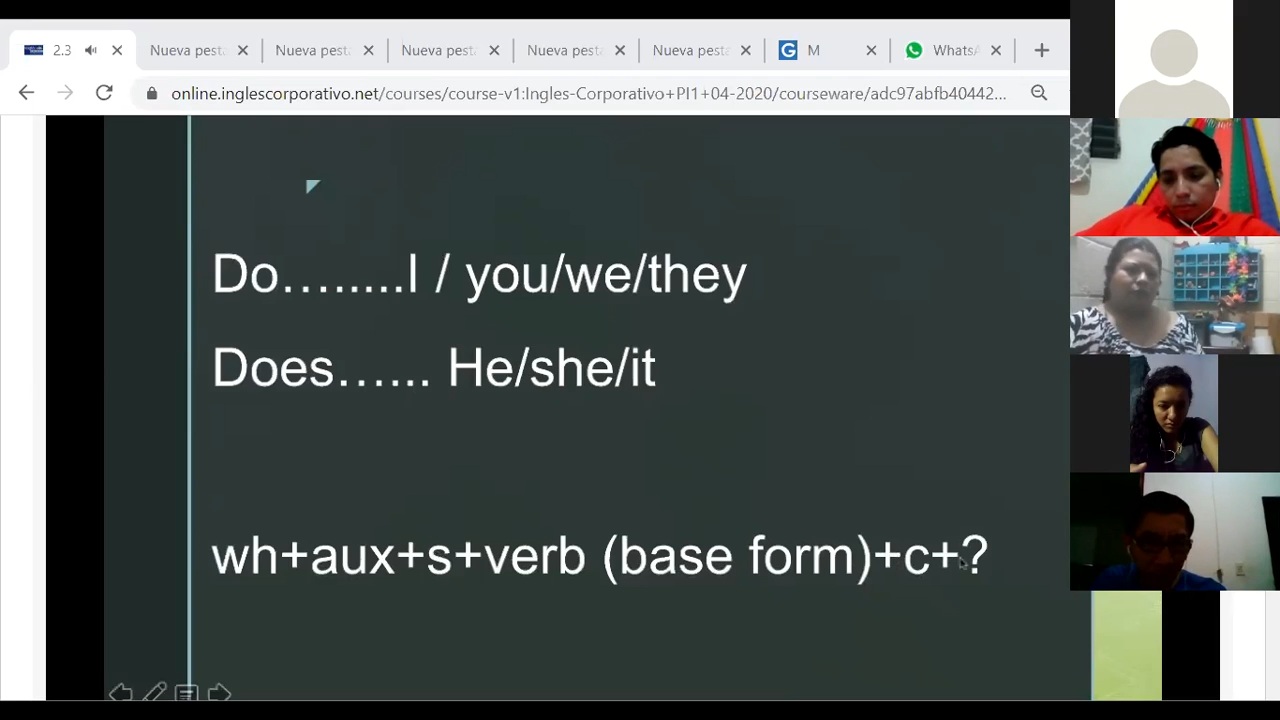 2.3
Nueva pest
Nueva pest
Nueva pest
Nueva pest
Nueva pest
G M
Whats
online.inglescorporativo.net/courses/course-v1:Ingles-Corporativo+PI1+04-2020/courseware/adc97abfb40442...
Do….....I / you/we/they
Does…... He/she/it
wh+aux+s+verb (base form)+c+?